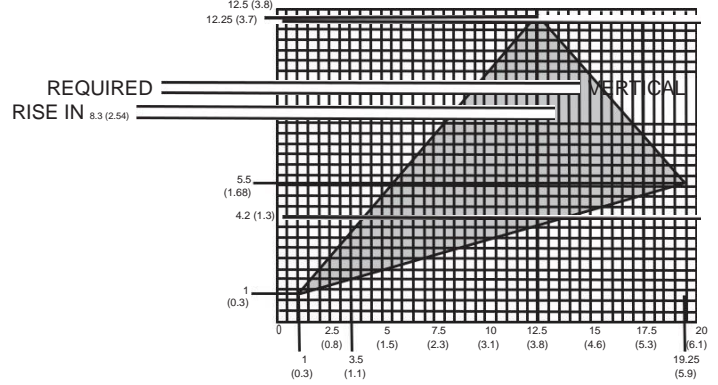 12.5 (3.8)
12.25 (3.7)
REQUIRED VERTICAL
RISE IN 8.3 (2.54)
5.5
(1.68)
4.2 (1.3)
1
(0.3)
0 2.5 5 7.5 10 12.5 15 17.5 20
(0.8) (1.5) (2.3) (3.1) (3.8) (4.6) (5.3) (6.1)
1 3.5 19.25
(0.3) (1.1) (5.9)